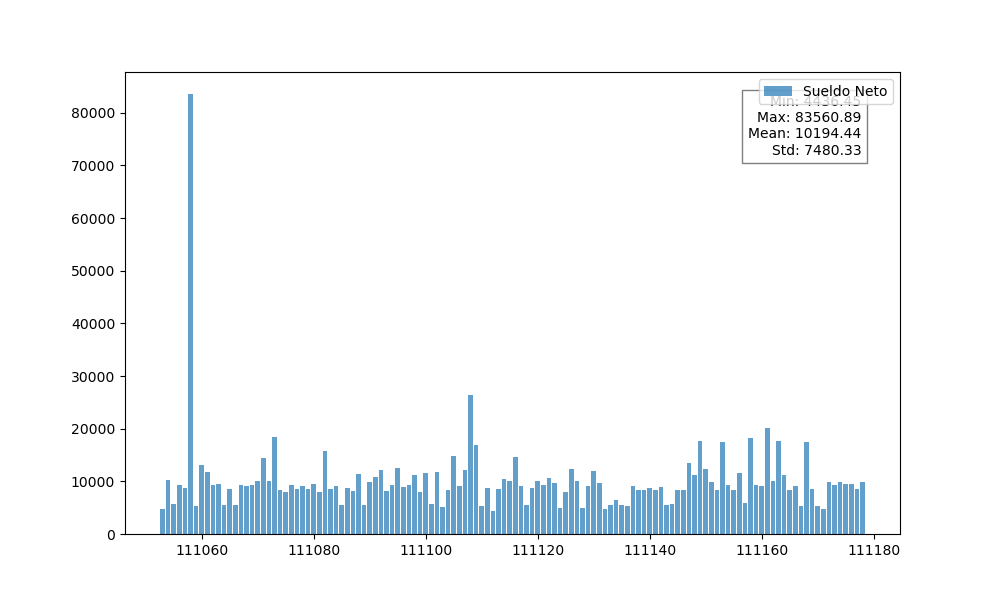 Sueldo Neto
Min: 4436.45
Max: 83560.89
Mean: 10194.44
Std: 7480.33
80000
70000
60000
50000
40000
30000
20000
10000
0
111060 111080 111100 111120 111140 111160 111180